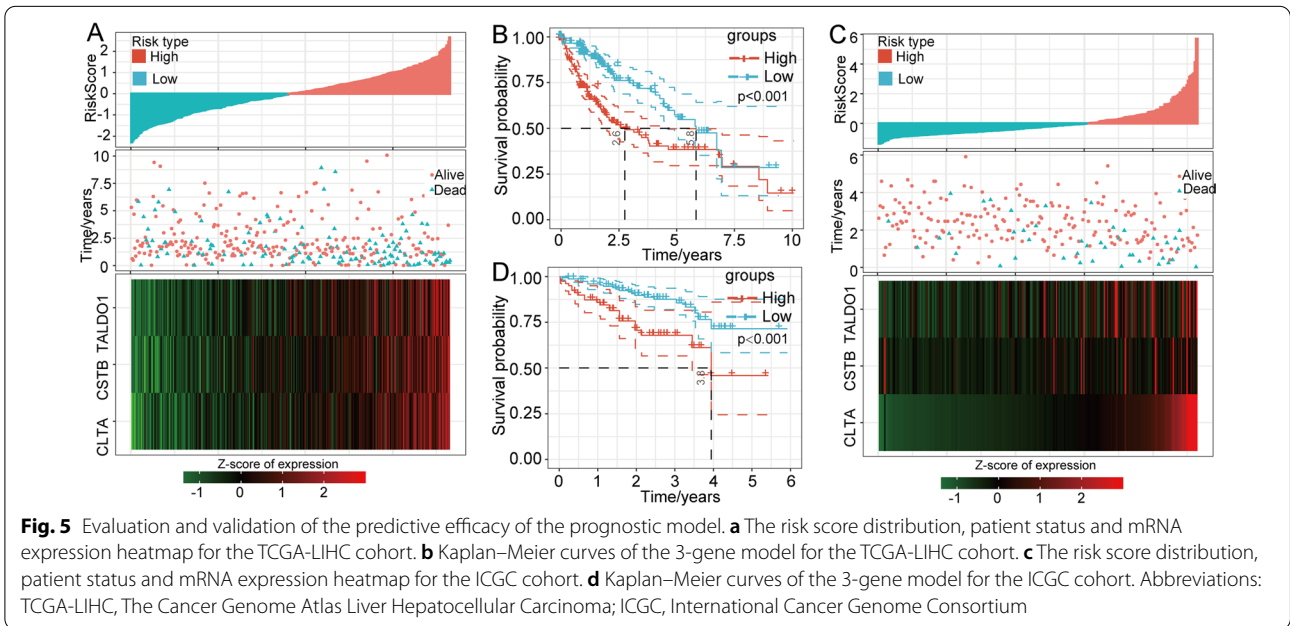 A
Risk type
High
Low
RiskScore
2
1
0
-1
-2
Time/years
10
7.5
5
2.5
0
Alive
Dead
TALDO1
CSTB
CLTA
Z-score of expression
-1 0 1 2
B
groups
High
Low
p<0.001
Survival probability
1.00
0.75
0.50
0.25
0.00
2.6
5.8
0 2.5 5 7.5 10
Time/years
D
groups
High
Low
p<0.001
Survival probability
1.00
0.75
0.50
0.25
0.00
3.8
0 1 2 3 4 5 6
Time/years
C
Risk type
High
Low
RiskScore
6
4
2
0
Time/years
6
4
2
0
Alive
Dead
TALDO1
CSTB
CLTA
Z-score of expression
-1 0 1 2
Fig. 5 Evaluation and validation of the predictive efficacy of the prognostic model. a The risk score distribution, patient status and mRNA
expression heatmap for the TCGA-LIHC cohort. b Kaplan–Meier curves of the 3-gene model for the TCGA-LIHC cohort. c The risk score distribution,
patient status and mRNA expression heatmap for the ICGC cohort. d Kaplan–Meier curves of the 3-gene model for the ICGC cohort. Abbreviations:
TCGA-LIHC, The Cancer Genome Atlas Liver Hepatocellular Carcinoma; ICGC, International Cancer Genome Consortium